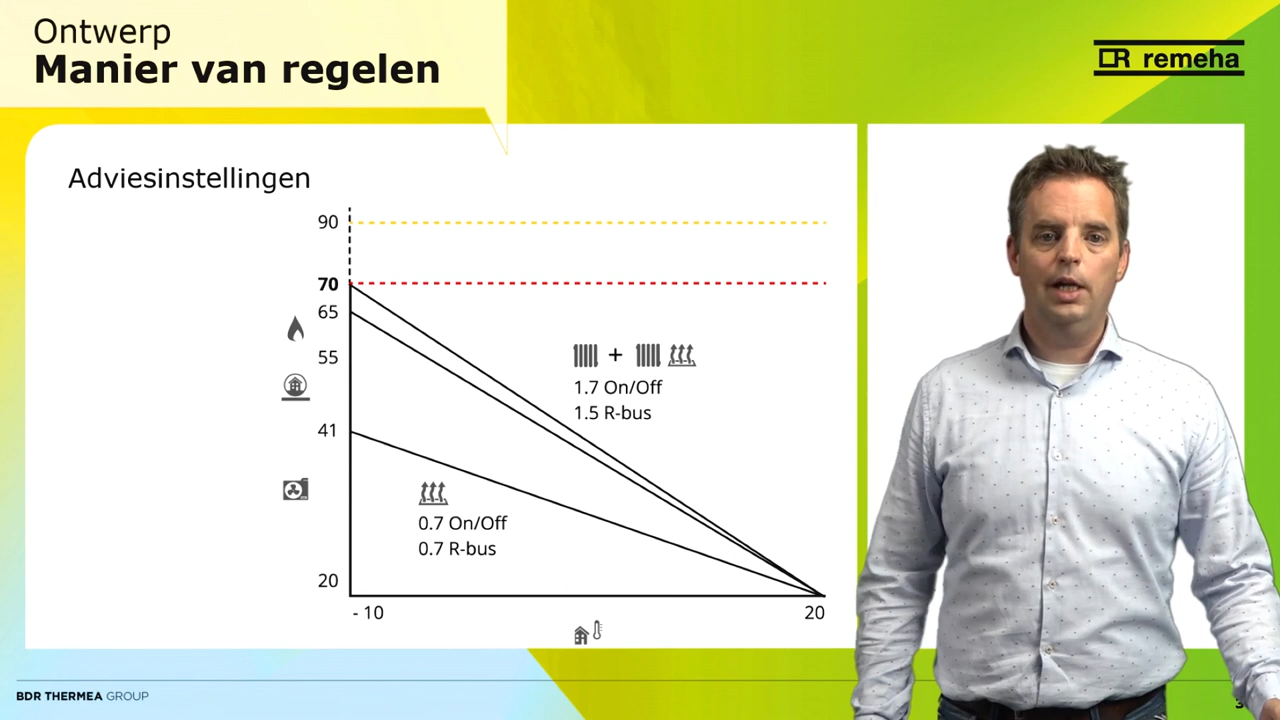 Ontwerp
Manier van regelen
remeha
Adviesinstellingen
90
70
65
55
41
20
1.7 On/Off
1.5 R-bus
0.7 On/Off
0.7 R-bus
- 10
20
BDR THERMEA GROUP